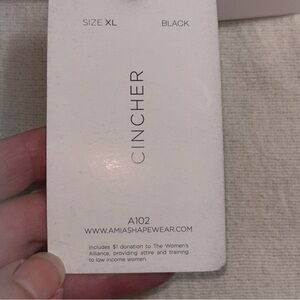 SIZE XL BLACK
CINCHER
A102
WWW.AMIASHAPEWEAR.COM
Includes $1 donation to The Women's
Alliance, providing attire and training
to low income women.